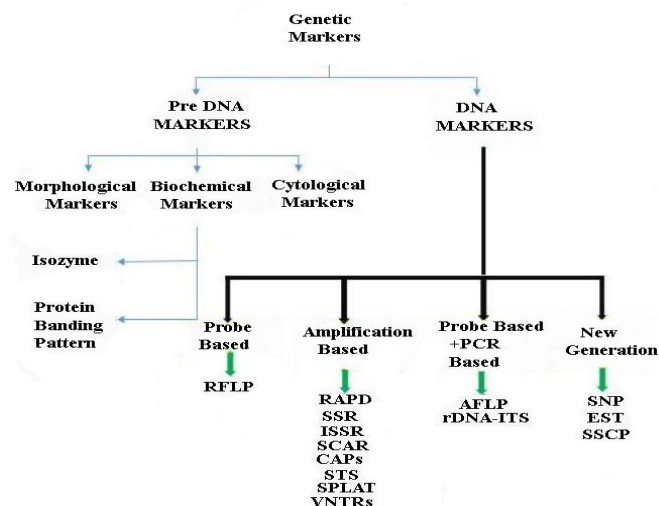 Genetic
Markers
Pre DNA
MARKERS
DNA
MARKERS
Morphological
Markers
Biochemical
Markers
Cytological
Markers
Isozyme
Protein
Banding
Pattern
Probe
Based
Amplification
Based
Probe Based
+PCR
Based
New
Generation
RFLP
RAPD
SSR
ISSR
SCAR
CAPs
STS
SPLAT
VNTRs
AFLP
rDNA-ITS
SNP
EST
SSCP